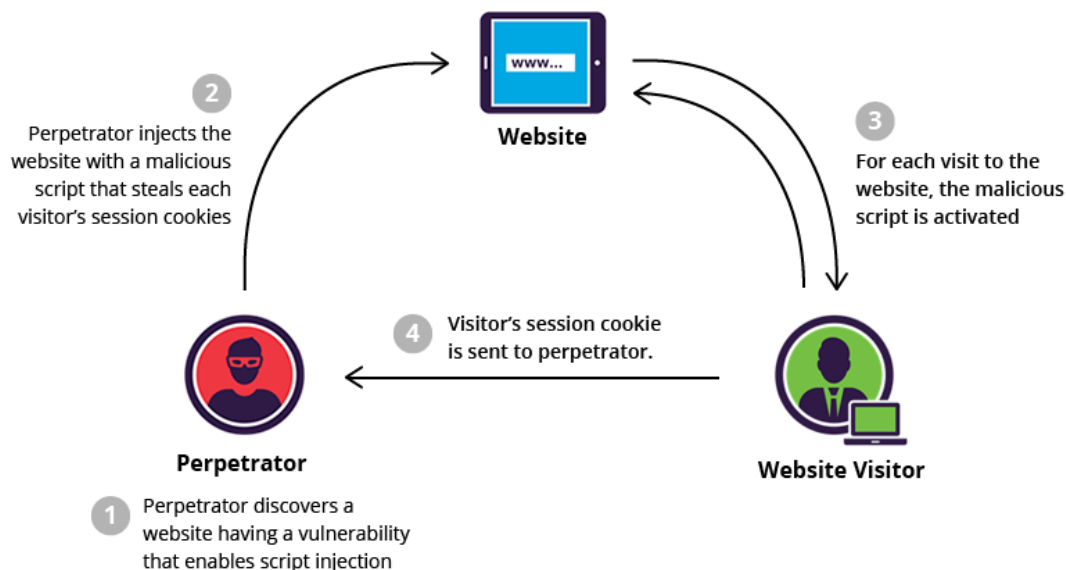 www...
Website
2
Perpetrator injects the
website with a malicious
script that steals each
visitor’s session cookies
3
For each visit to the
website, the malicious
script is activated
4
Visitor’s session cookie
is sent to perpetrator.
Perpetrator
Website Visitor
1
Perpetrator discovers a
website having a vulnerability
that enables script injection